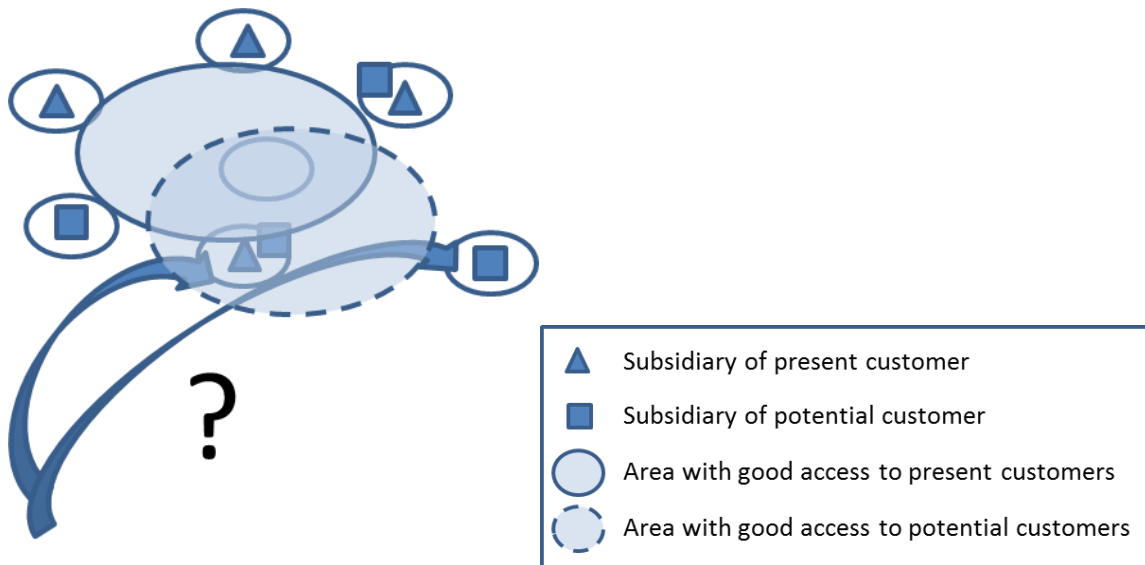 ?
Subsidiary of present customer
Subsidiary of potential customer
Area with good access to present customers
Area with good access to potential customers